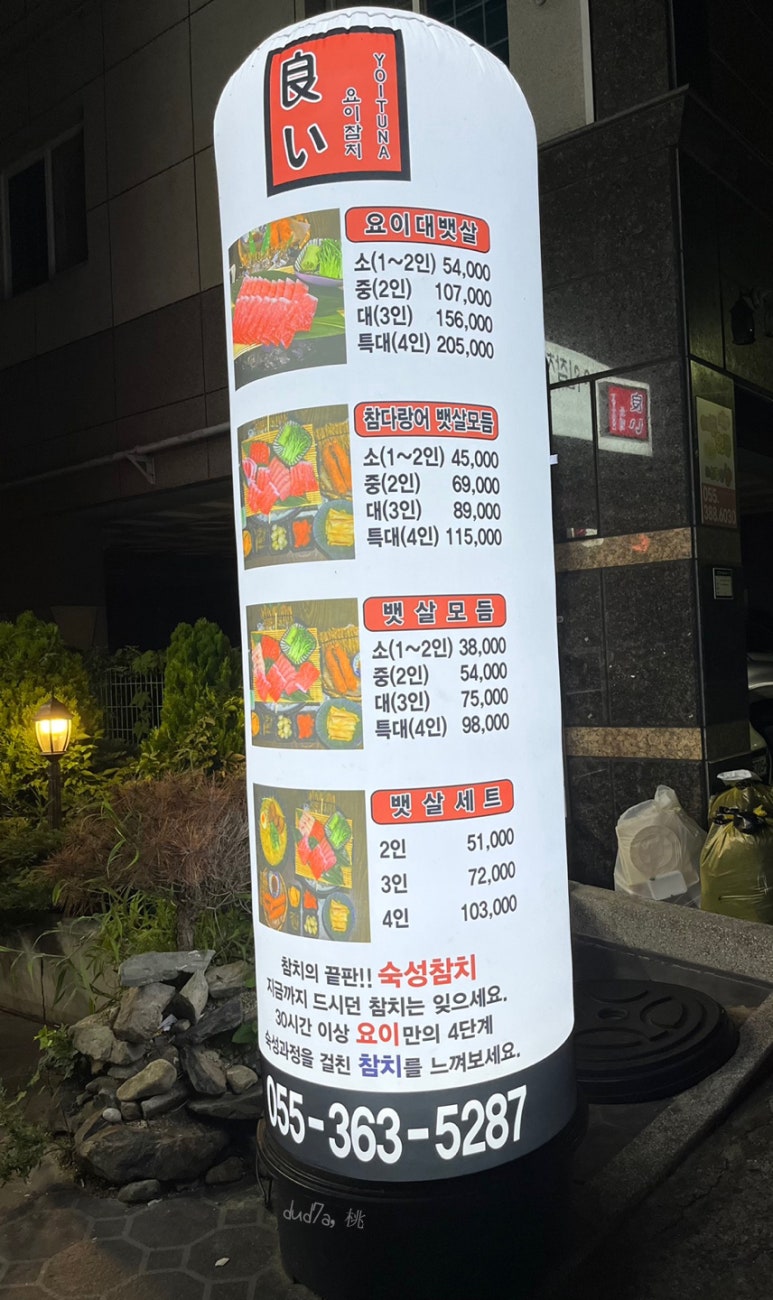 良い
요이참치
YOITUNA
요이대뱃살
소(1~2인) 54,000
중(2인) 107,000
대(3인) 156,000
특대(4인) 205,000
참다랑어 뱃살모듬
소(1~2인) 45,000
중(2인) 69,000
대(3인) 89,000
특대(4인) 115,000
뱃살모듬
소(1~2인) 38,000
중(2인) 54,000
대(3인) 75,000
특대(4인) 98,000
뱃살세트
2인 51,000
3인 72,000
4인 103,000
참치의 끝판!! 숙성참치
지금까지 드시던 참치는 잊으세요.
30시간 이상 요이만의 4단계
숙성과정을 걸친 참치를 느껴보세요.
055-363-5287
良い
055.
388.6030
dud7a, 桃